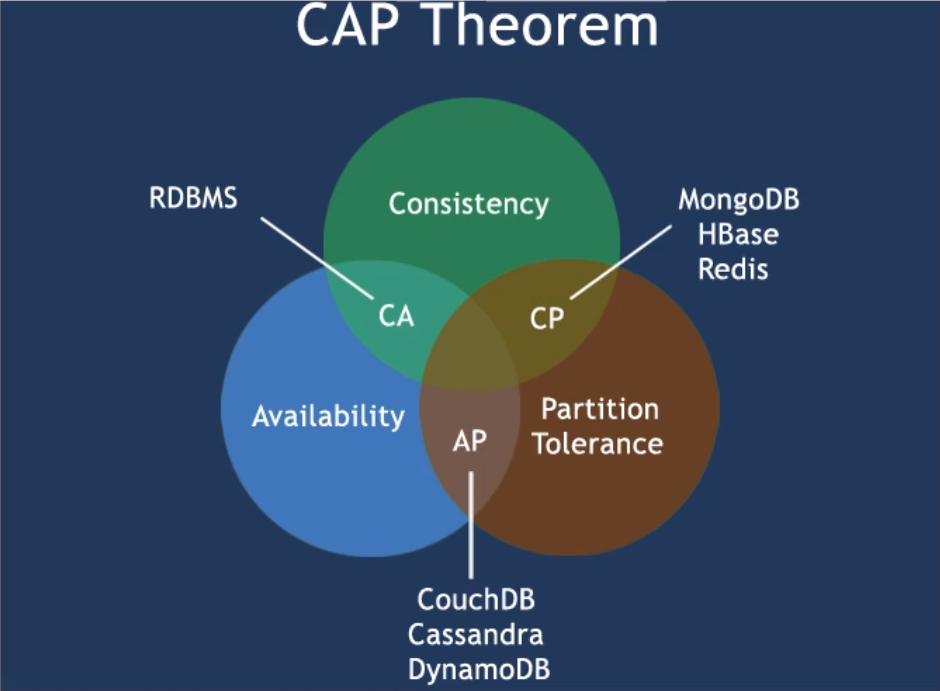 CAP Theorem
RDBMS
Consistency
MongoDB
HBase
Redis
CA
CP
Availability
Partition
Tolerance
AP
CouchDB
Cassandra
DynamoDB